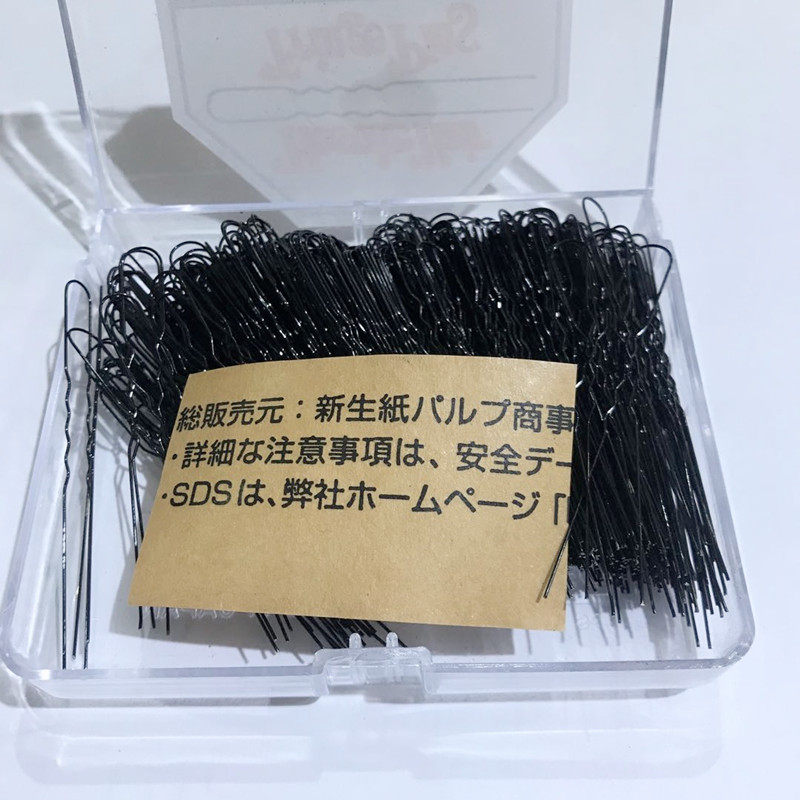 総販売元：新生紙パルプ商事
・詳細な注意事項は、安全デー
・SDSは、弊社ホームページ「